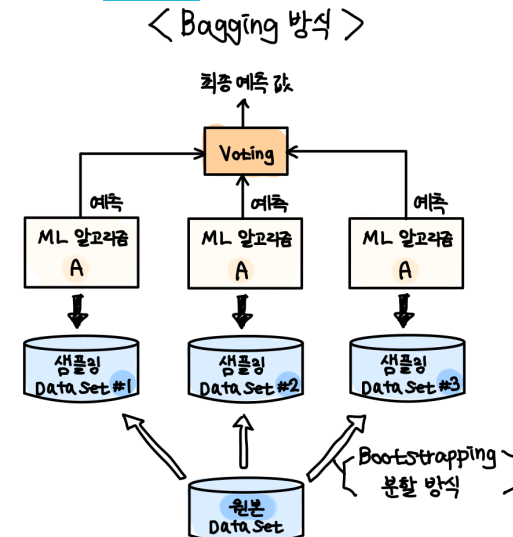 < Bagging 방식 >
최종 예측 값
Voting
예측
예측
예측
ML 알고리즘
A
ML 알고리즘
A
ML 알고리즘
A
샘플링
Data Set #1
샘플링
Data Set #2
샘플링
Data Set #3
Bootstrapping
분할 방식
원본
Data Set